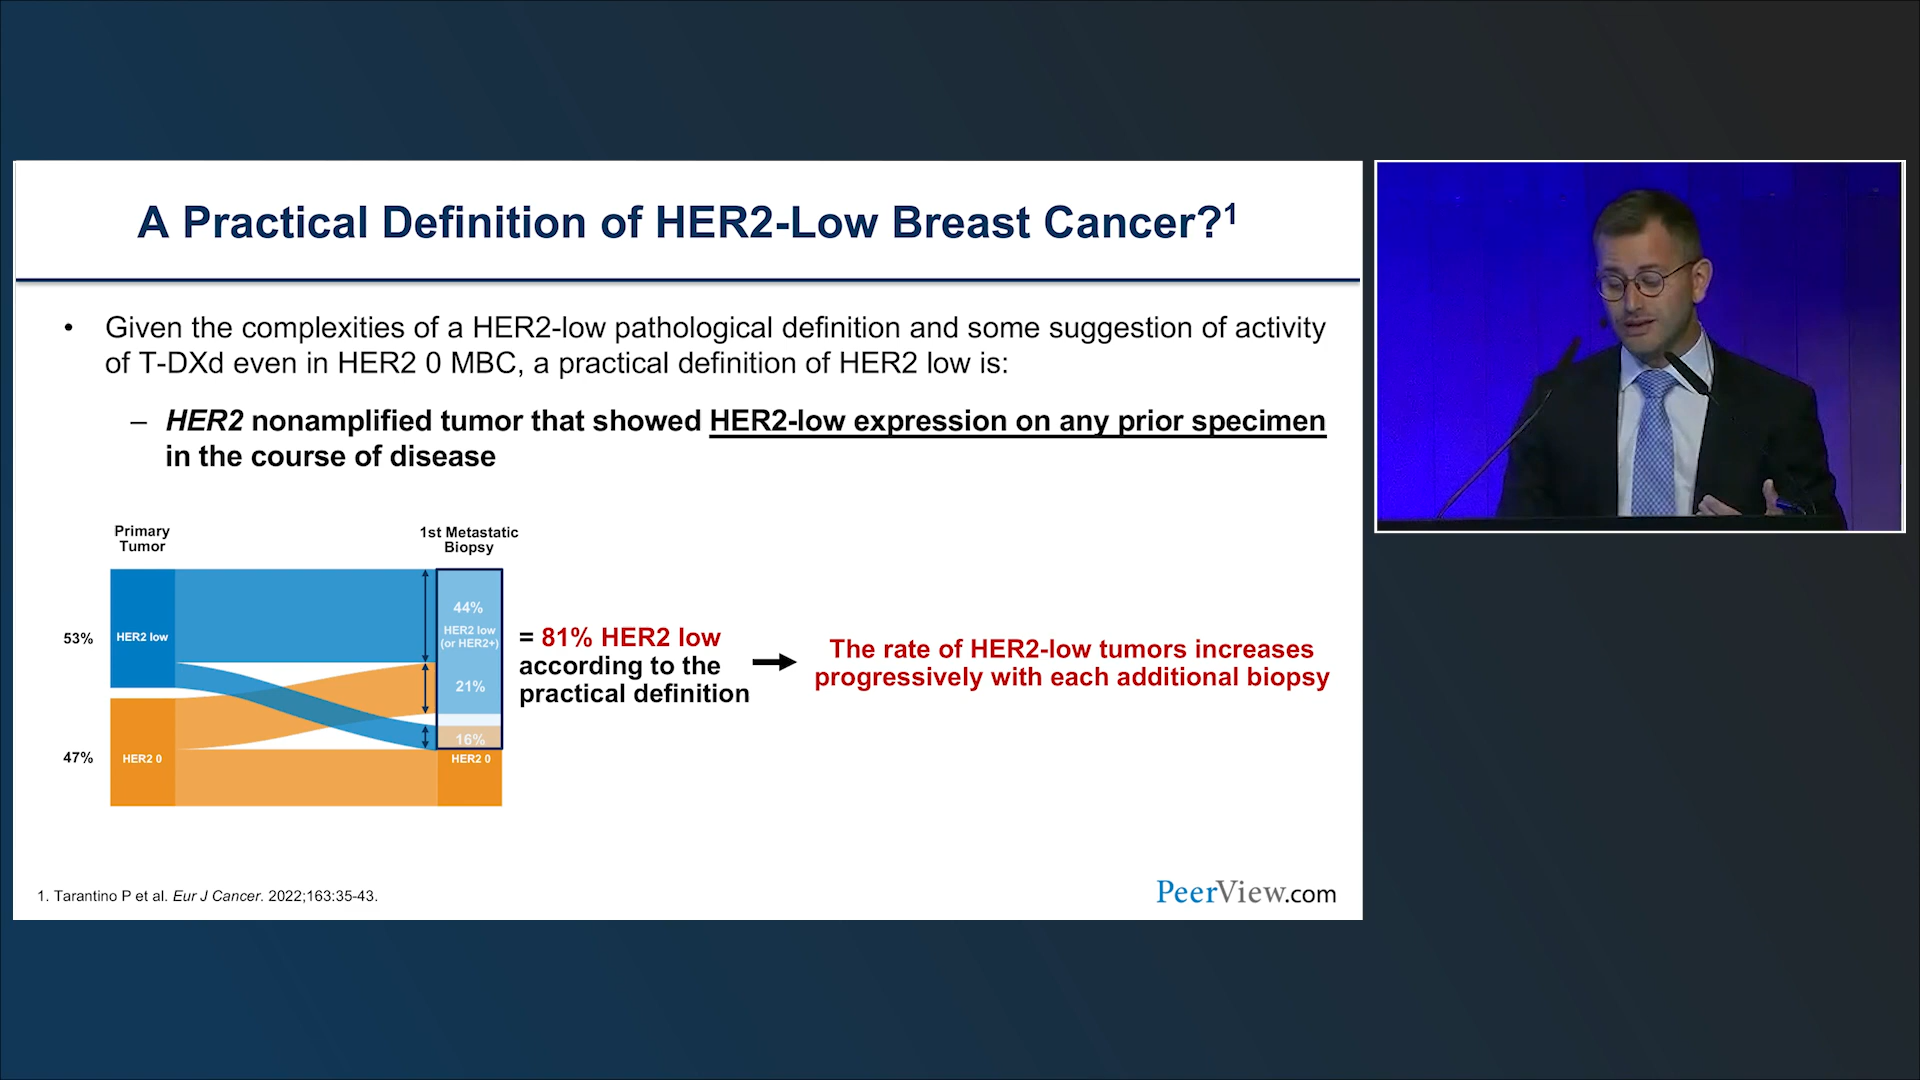 A Practical Definition of HER2-Low Breast Cancer?1
• Given the complexities of a HER2-low pathological definition and some suggestion of activity
of T-DXd even in HER2 0 MBC, a practical definition of HER2 low is:
– HER2 nonamplified tumor that showed HER2-low expression on any prior specimen
in the course of disease
Primary
Tumor
1st Metastatic
Biopsy
53%
HER2 low
44%
HER2 low
(or HER2+)
21%
16%
47%
HER2 0
HER2 0
= 81% HER2 low
according to the
practical definition
The rate of HER2-low tumors increases
progressively with each additional biopsy
1. Tarantino P et al. Eur J Cancer. 2022;163:35-43.
PeerView.com